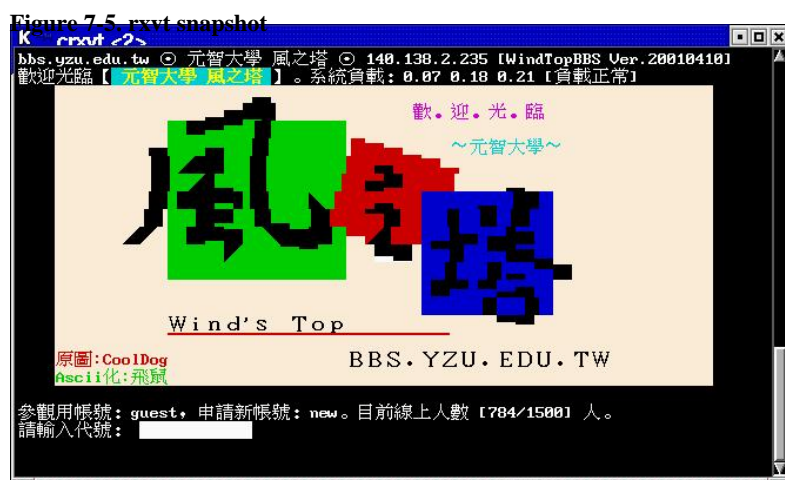 Figure 7-5. rxvt snapshot
K crxvt <2>
bbs.yzu.edu.tw ⊙ 元智大學 風之塔 ⊙ 140.138.2.235 [WindTopBBS Ver.20010410]
歡迎光臨【 元智大學 風之塔 】。系統負載: 0.07 0.18 0.21 [負載正常]
歡.迎.光.臨
～元智大學～
風之塔
Wind's Top
原圖:CoolDog
BBS.YZU.EDU.TW
Ascii化:飛鼠
參觀用帳號: guest, 申請新帳號: new。目前線上人數 [784/1500] 人。
請輸入代號: